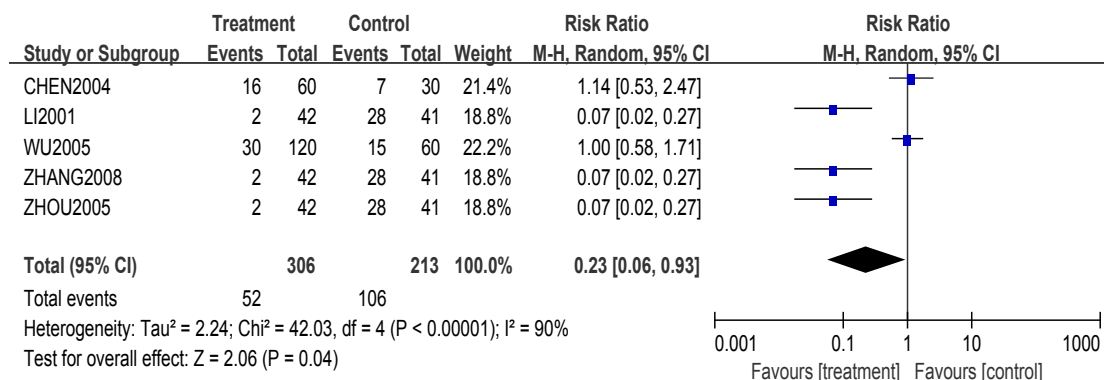 Treatment Control Risk Ratio Risk Ratio
Study or Subgroup Events Total Events Total Weight M-H, Random, 95% CI M-H, Random, 95% CI
CHEN2004 16 60 7 30 21.4% 1.14 [0.53, 2.47]
LI2001 2 42 28 41 18.8% 0.07 [0.02, 0.27]
WU2005 30 120 15 60 22.2% 1.00 [0.58, 1.71]
ZHANG2008 2 42 28 41 18.8% 0.07 [0.02, 0.27]
ZHOU2005 2 42 28 41 18.8% 0.07 [0.02, 0.27]
Total (95% CI) 306 213 100.0% 0.23 [0.06, 0.93]
Total events 52 106
Heterogeneity: Tau² = 2.24; Chi² = 42.03, df = 4 (P < 0.00001); I² = 90%
Test for overall effect: Z = 2.06 (P = 0.04)
0.001 0.1 1 10 1000
Favours [treatment] Favours [control]